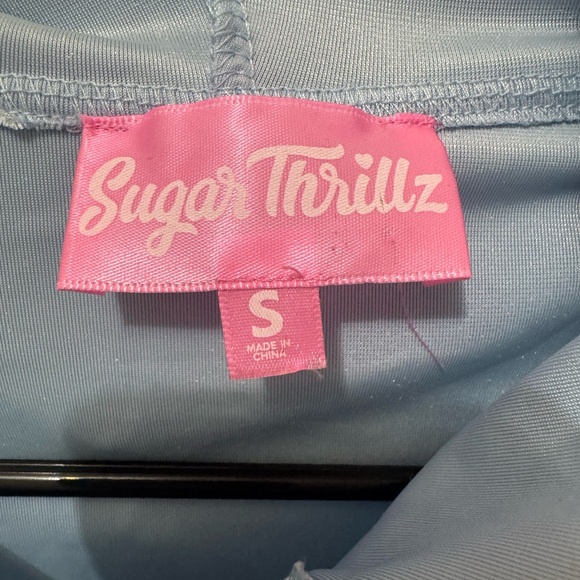 Sugar Thrillz
S
MADE IN
CHINA